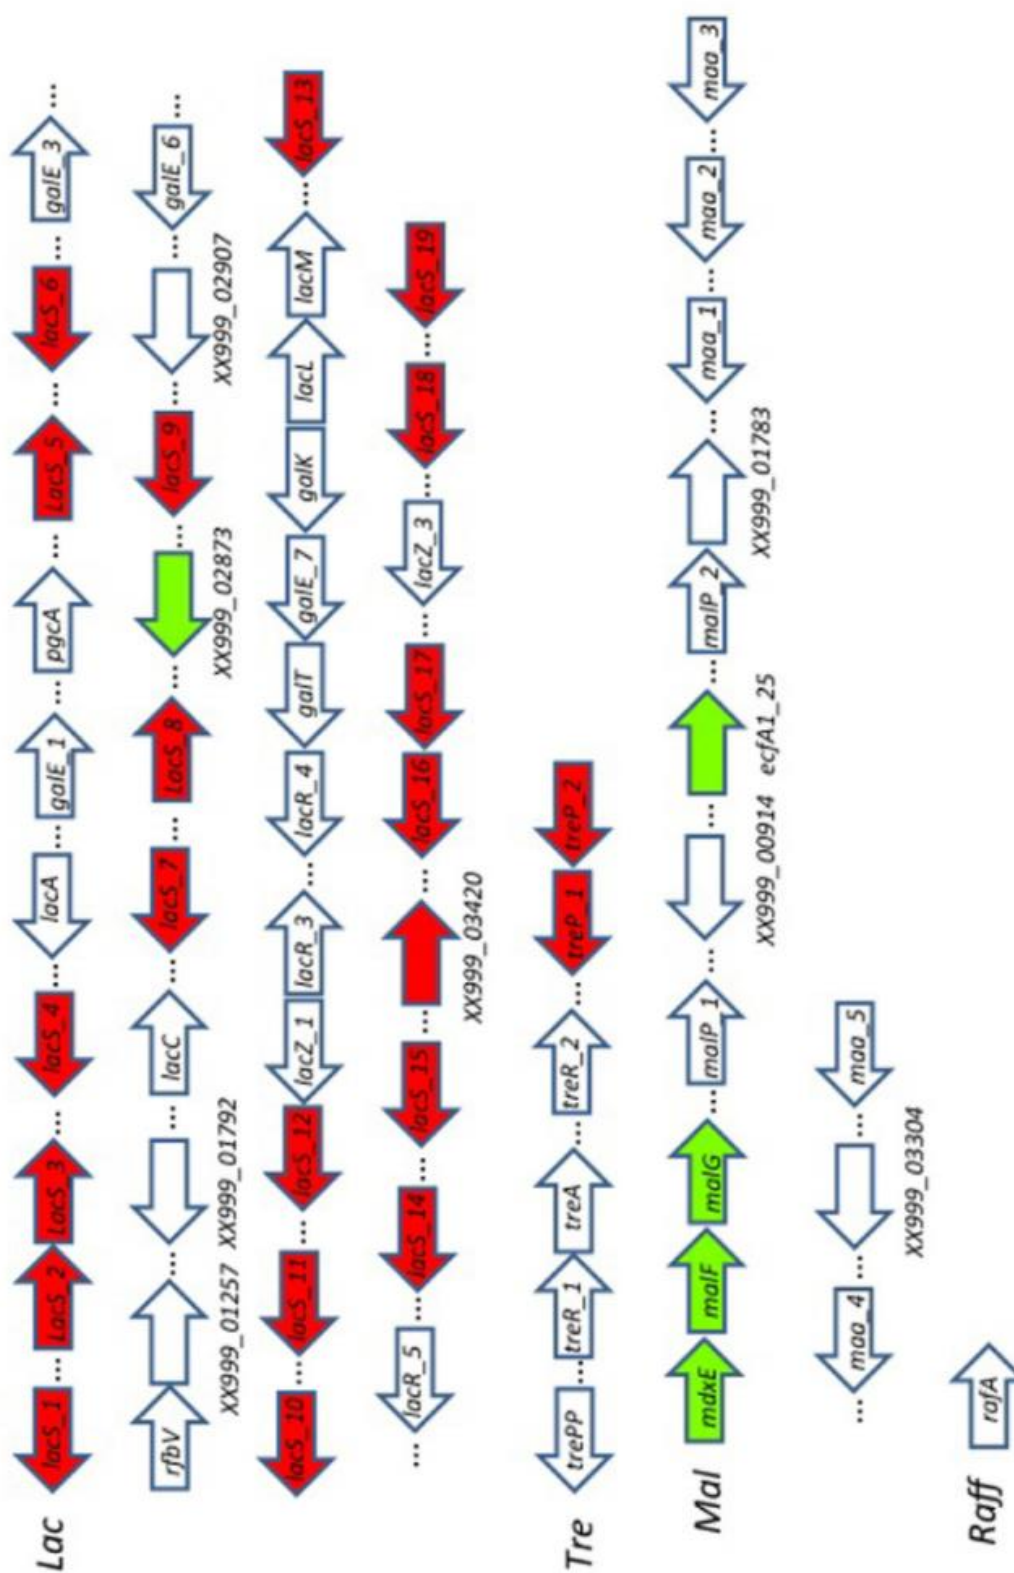 Lac
lacS_1 ... LacS_2 LacS_3 ... lacS_4 ... lacA ... galE_1 ... pgcA ... LacS_5 ... lacS_6 ... galE_3 ...
rfbV ... ... lacC ... lacS_7 ... LacS_8 ... ... lacS_9 ... ... galE_6 ...
XX999_01257 XX999_01792 XX999_02873 XX999_02907
lacS_10 ... lacS_11 ... lacS_12 lacZ_1 lacR_3 ... lacR_4 galT galE_7 galK lacL lacM ... lacS_13
... lacR_5 ... lacS_14 ... lacS_15 ... ... lacS_16 lacS_17 ... lacZ_3 ... lacS_18 ... lacS_19
XX999_03420
Tre
trePP ... treR_1 treA ... treR_2 ... treP_1 treP_2
Mal
mdxE malF malG ... malP_1 ... ... ... malP_2 ... maa_1 ... maa_2 ... maa_3
XX999_00914 ecfA1_25 XX999_01783
... maa_4 ... ... maa_5
XX999_03304
Raff
rafA